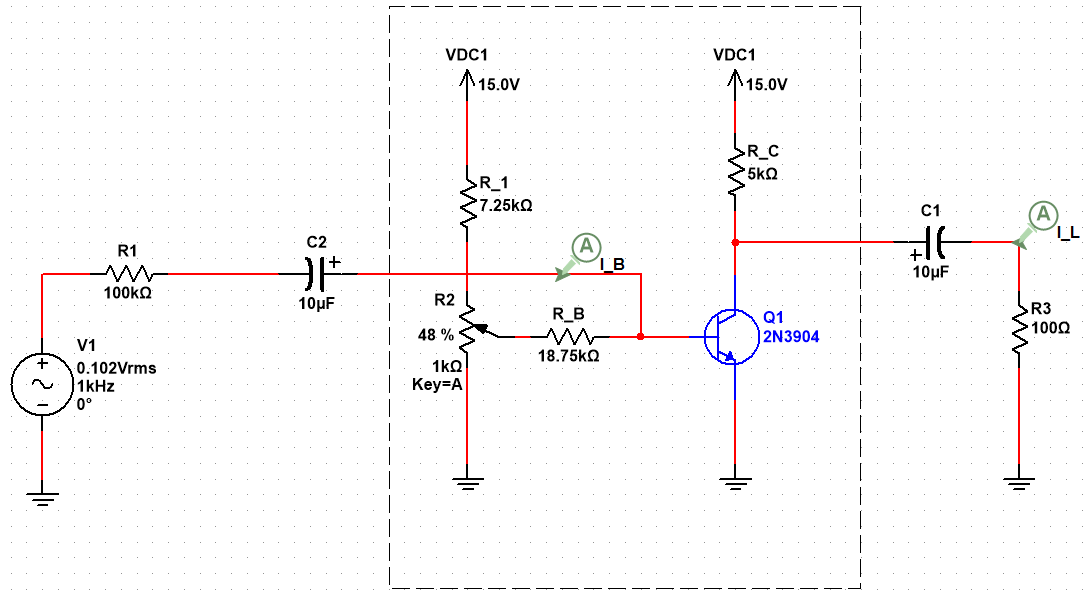 VDC1
15.0V
VDC1
15.0V
R_1
7.25kΩ
R_C
5kΩ
R1
100kΩ
C2
+
10µF
A
I_B
A
I_L
C1
+
10µF
R2
48 %
1kΩ
Key=A
R_B
18.75kΩ
Q1
2N3904
R3
100Ω
V1
0.102Vrms
1kHz
0°